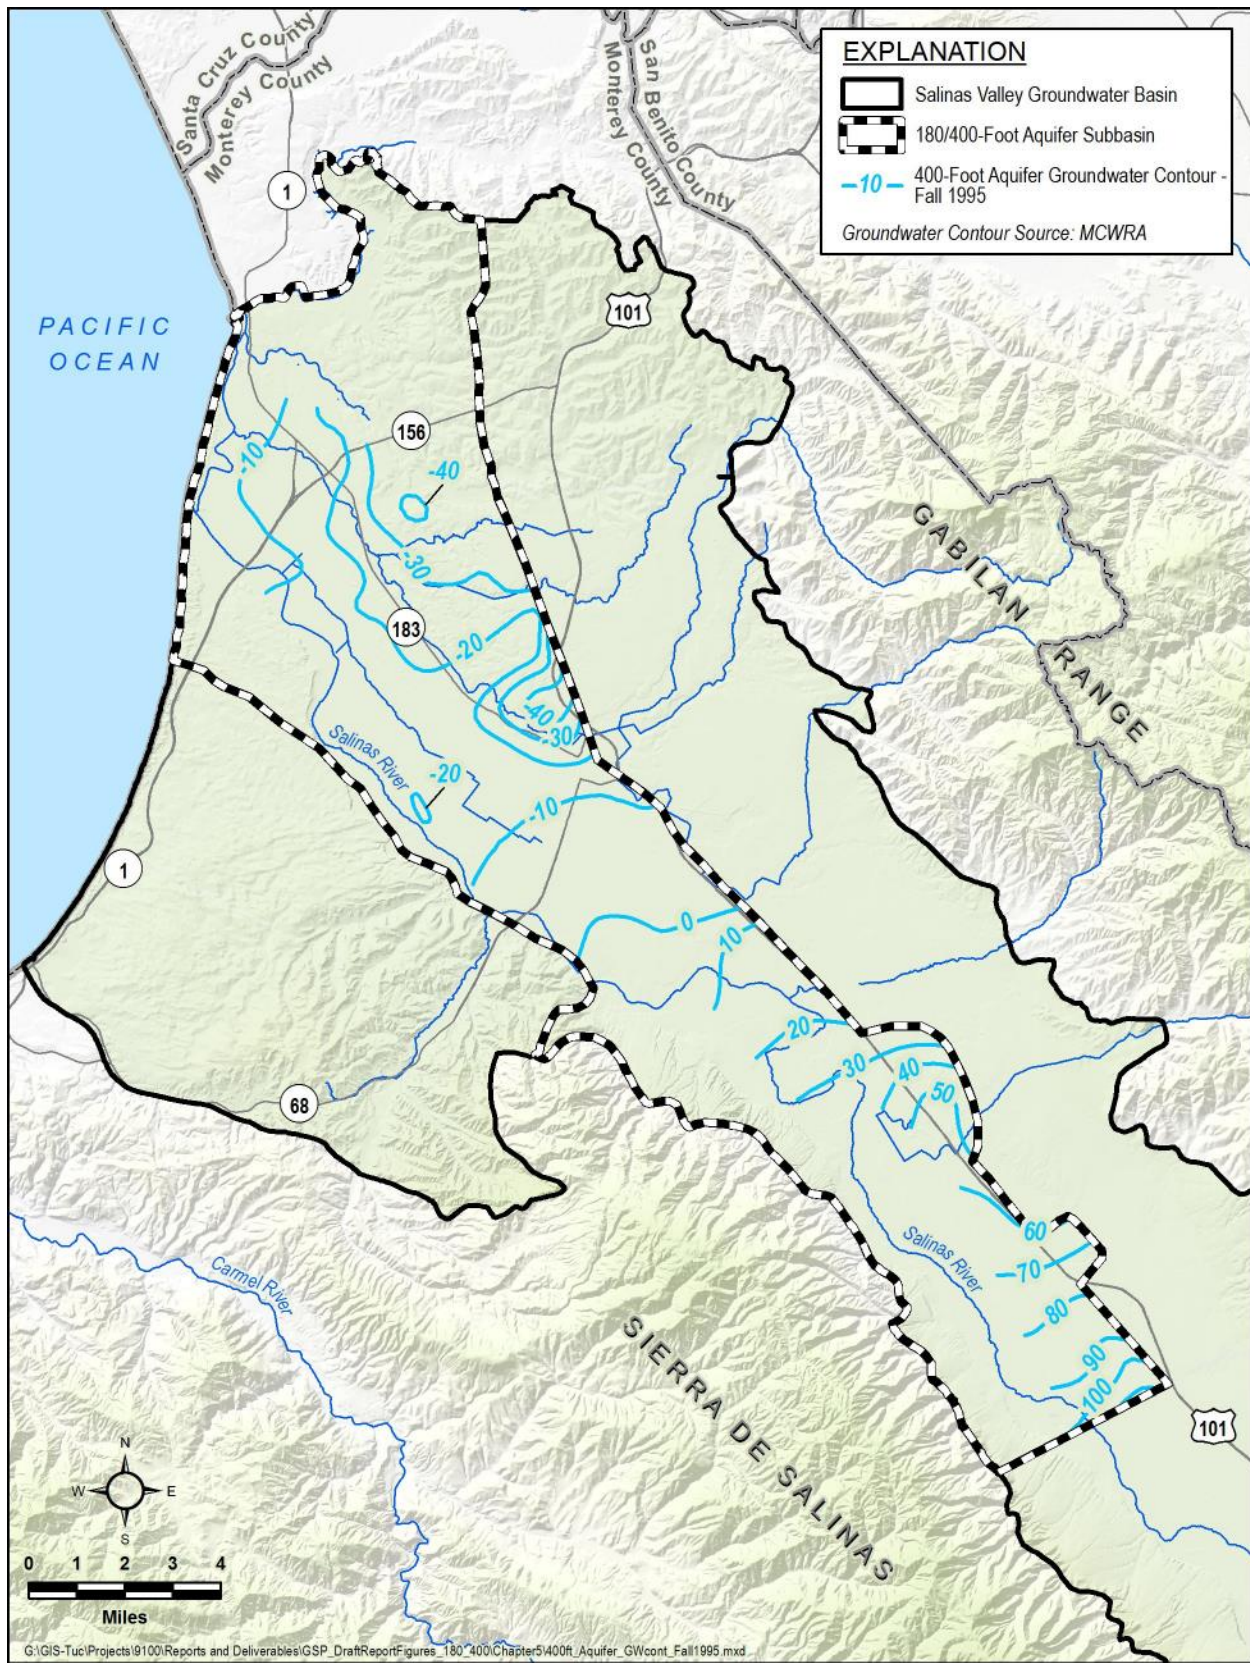 EXPLANATION
Salinas Valley Groundwater Basin
180/400-Foot Aquifer Subbasin
-10
400-Foot Aquifer Groundwater Contour -
Fall 1995
Groundwater Contour Source: MCWRA
Santa Cruz County
Monterey County
San Benito County
Monterey County
1
101
PACIFIC
OCEAN
156
-10
-40
-30
GABILAN
RANGE
183
-20
-40
-30
Salinas River
-20
-10
1
0
10
20
30
40
50
68
60
Salinas River
70
80
90
100
Carmel River
SIERRA DE SALINAS
101
N
W
E
S
0 1 2 3 4
Miles
G:\GIS-Tuc\Projects\9100\Reports and Deliverables\GSP_DraftReportFigures_180_400\Chapter5\400ft_Aquifer_GWcont_Fall1995.mxd